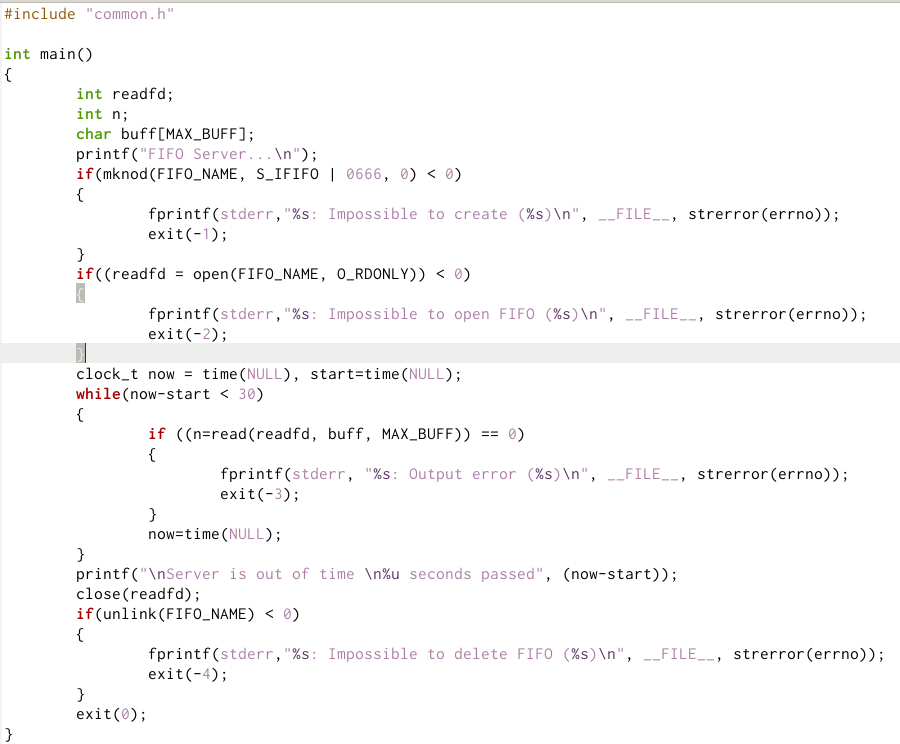 #include "common.h"
int main()
{
int readfd;
int n;
char buff[MAX_BUFF];
printf("FIFO Server...\n");
if(mknod(FIFO_NAME, S_IFIFO | 0666, 0) < 0)
{
fprintf(stderr,"%s: Impossible to create (%s)\n", __FILE__, strerror(errno));
exit(-1);
}
if((readfd = open(FIFO_NAME, O_RDONLY)) < 0)
{
fprintf(stderr,"%s: Impossible to open FIFO (%s)\n", __FILE__, strerror(errno));
exit(-2);
}
clock_t now = time(NULL), start=time(NULL);
while(now-start < 30)
{
if ((n=read(readfd, buff, MAX_BUFF)) == 0)
{
fprintf(stderr, "%s: Output error (%s)\n", __FILE__, strerror(errno));
exit(-3);
}
now=time(NULL);
}
printf("\nServer is out of time \n%u seconds passed", (now-start));
close(readfd);
if(unlink(FIFO_NAME) < 0)
{
fprintf(stderr,"%s: Impossible to delete FIFO (%s)\n", __FILE__, strerror(errno));
exit(-4);
}
exit(0);
}